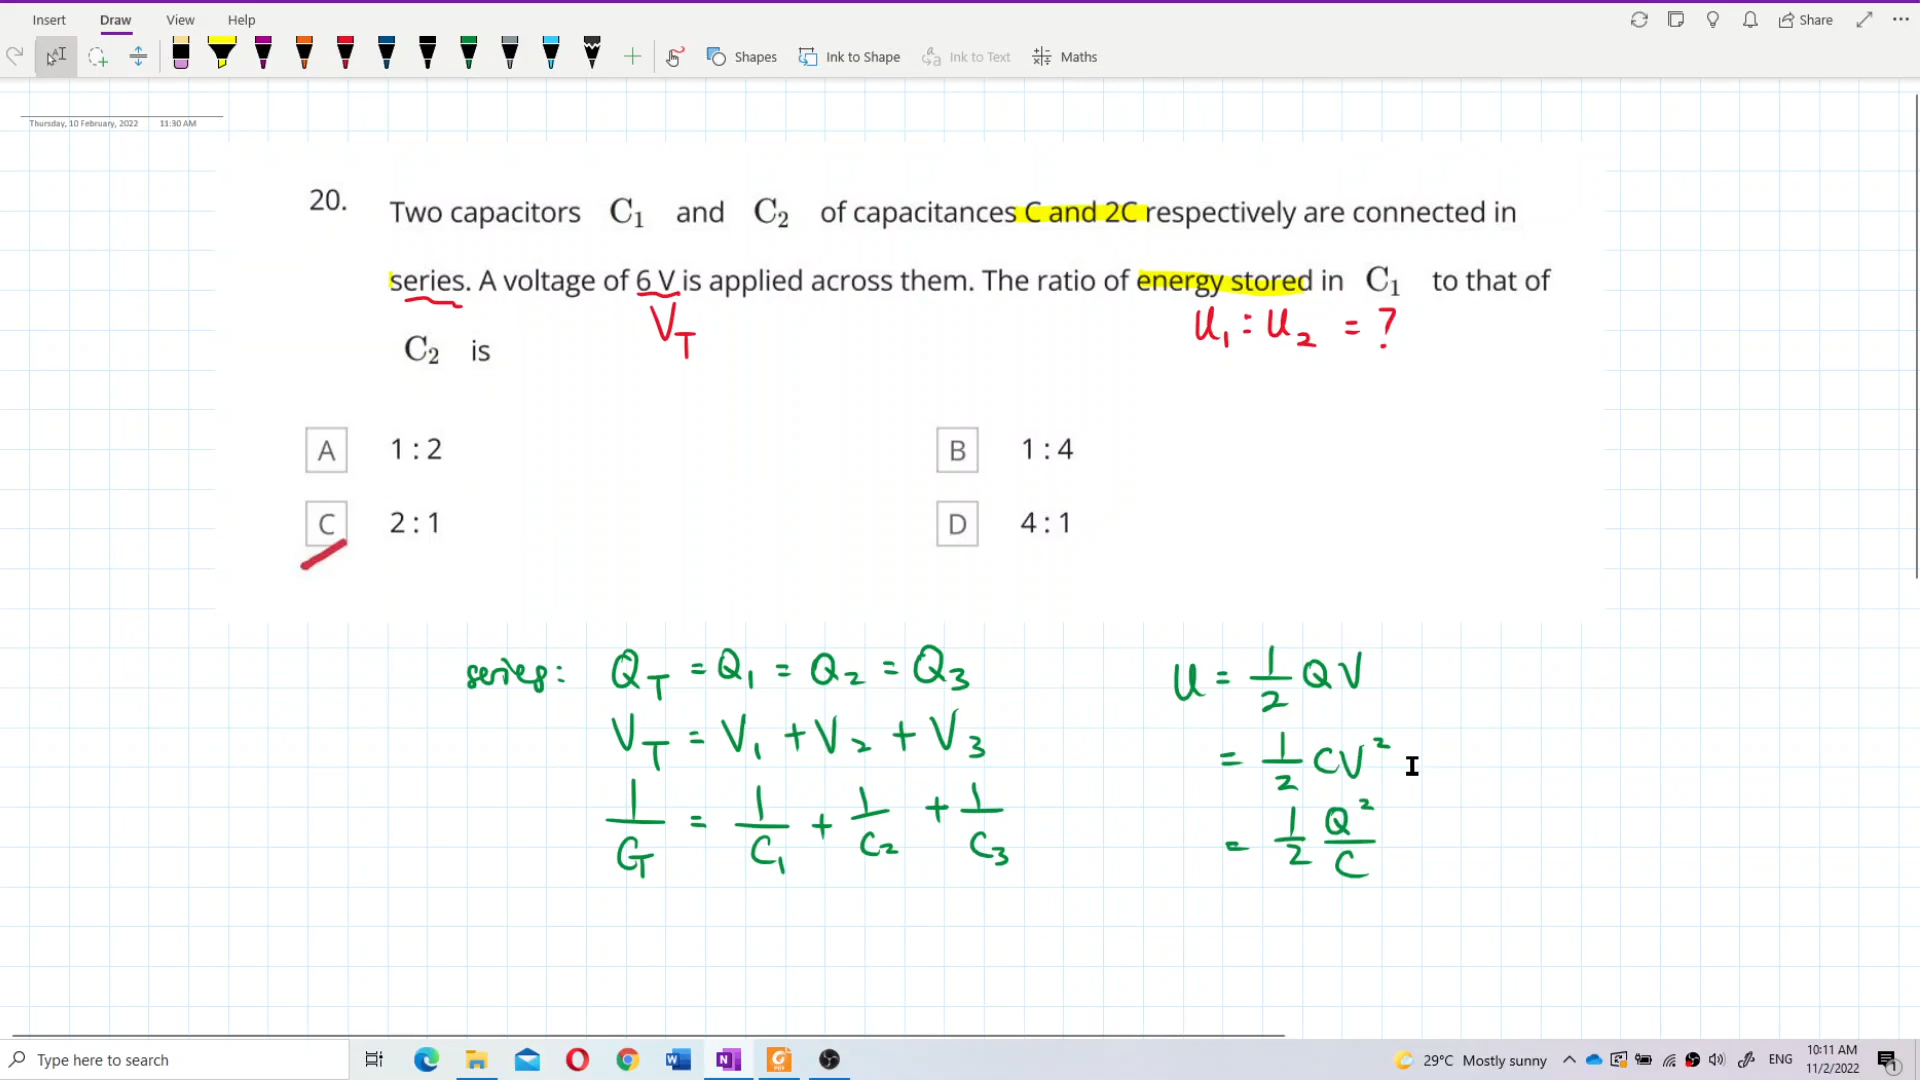 Insert Draw View Help
Share
Shapes Ink to Shape Ink to Text Maths
Thursday, 10 February, 2022 11:30 AM
20. Two capacitors C₁ and C₂ of capacitances C and 2C respectively are connected in
series. A voltage of 6 V is applied across them. The ratio of energy stored in C₁ to that of
V_T U₁ : U₂ = ?
C₂ is
A 1 : 2 B 1 : 4
C 2 : 1 D 4 : 1
series: Q_T = Q₁ = Q₂ = Q₃
V_T = V₁ + V₂ + V₃
1/C_T = 1/C₁ + 1/C₂ + 1/C₃
U = 1/2 QV
= 1/2 CV²
= 1/2 Q²/C
Type here to search
29°C Mostly sunny ENG 10:11 AM
11/2/2022